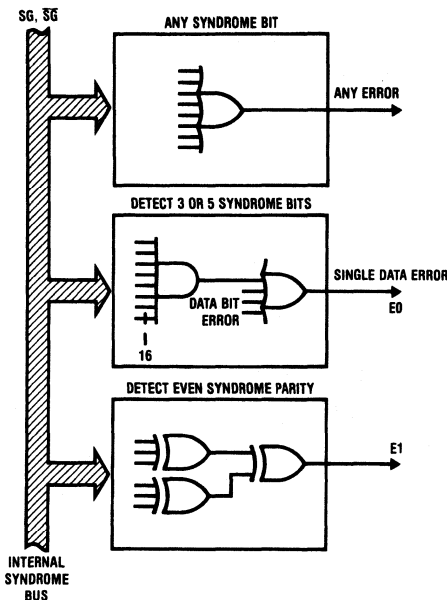 SG, S̅G̅
ANY SYNDROME BIT
ANY ERROR
DETECT 3 OR 5 SYNDROME BITS
DATA BIT
ERROR
16
SINGLE DATA ERROR
E0
DETECT EVEN SYNDROME PARITY
E1
INTERNAL
SYNDROME
BUS